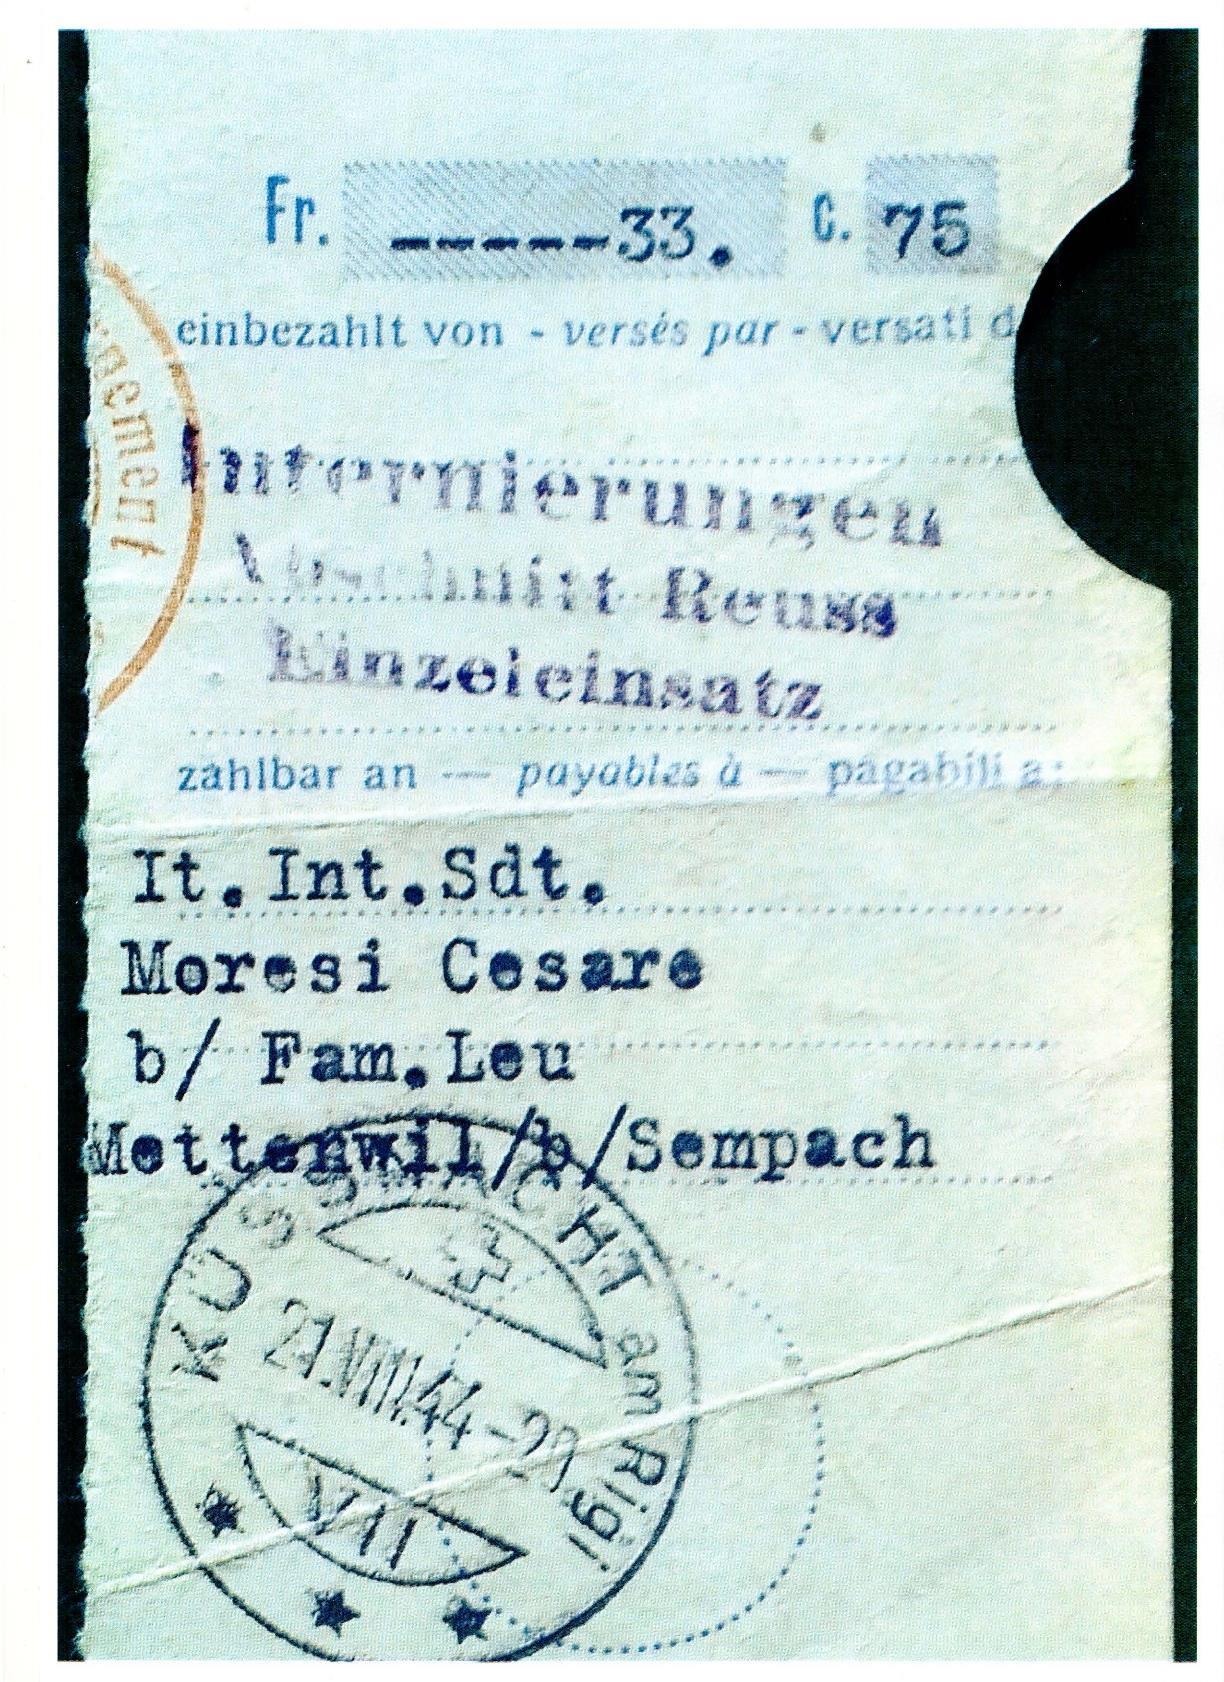 Fr. -----33. c. 75
einbezahlt von - versés par - versati d
Internierungen
Abschnitt Reuss
Einzeleinsatz
zahlbar an — payables à — pagabili a:
It.Int.Sdt.
Moresi Cesare
b/ Fam.Leu
Mettenwil/b/Sempach
KÜSSNACHT am Rigi
21.VIII.44-20
VII